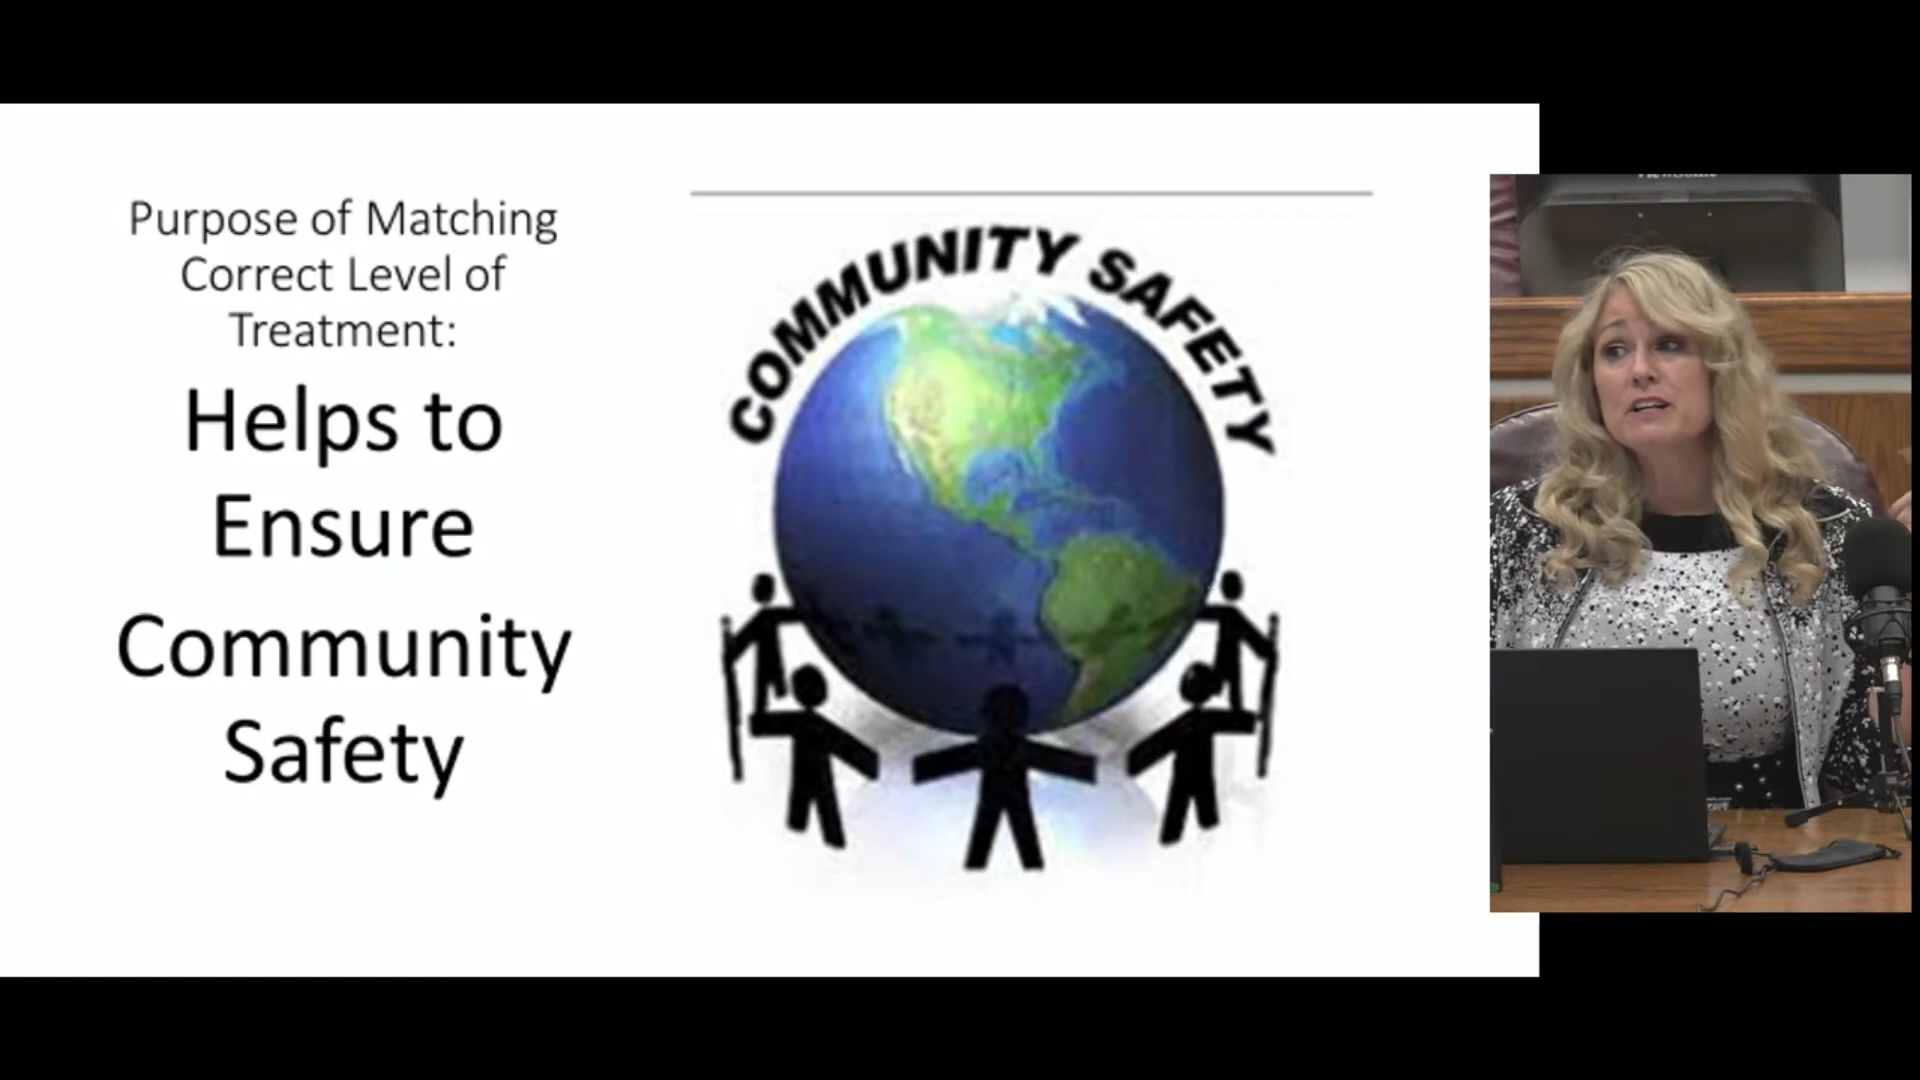 Purpose of Matching
Correct Level of
Treatment:
Helps to
Ensure
Community
Safety
COMMUNITY SAFETY